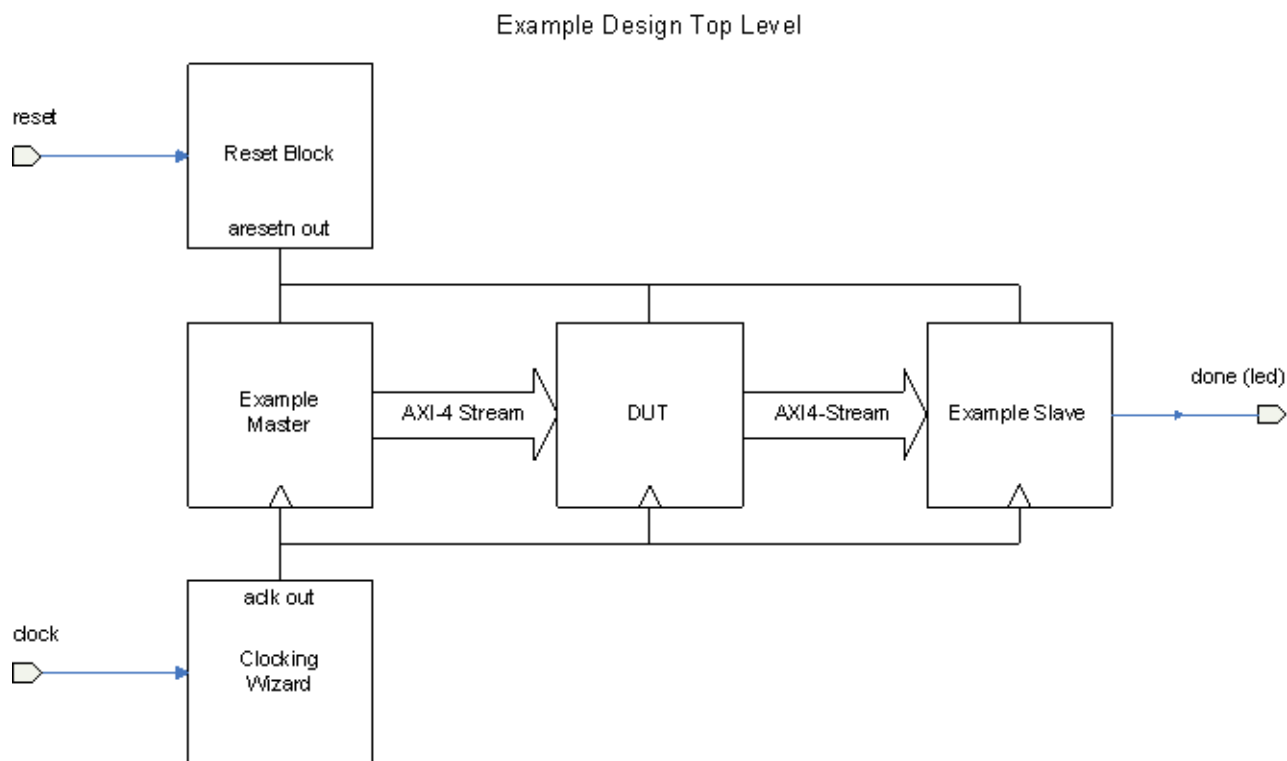 Example Design Top Level
reset
Reset Block
aresetn out
Example
Master
AXI-4 Stream
DUT
AXI4-Stream
Example Slave
done (led)
aclk out
clock
Clocking
Wizard